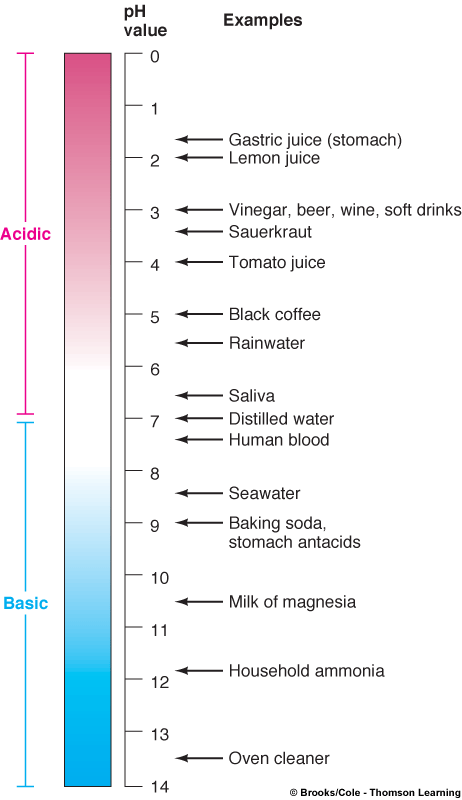 pH
value
Examples
0
1
Gastric juice (stomach)
2
Lemon juice
3
Vinegar, beer, wine, soft drinks
Acidic
Sauerkraut
4
Tomato juice
5
Black coffee
Rainwater
6
Saliva
7
Distilled water
Human blood
8
Seawater
9
Baking soda,
stomach antacids
10
Basic
Milk of magnesia
11
Household ammonia
12
13
Oven cleaner
14
© Brooks/Cole - Thomson Learning